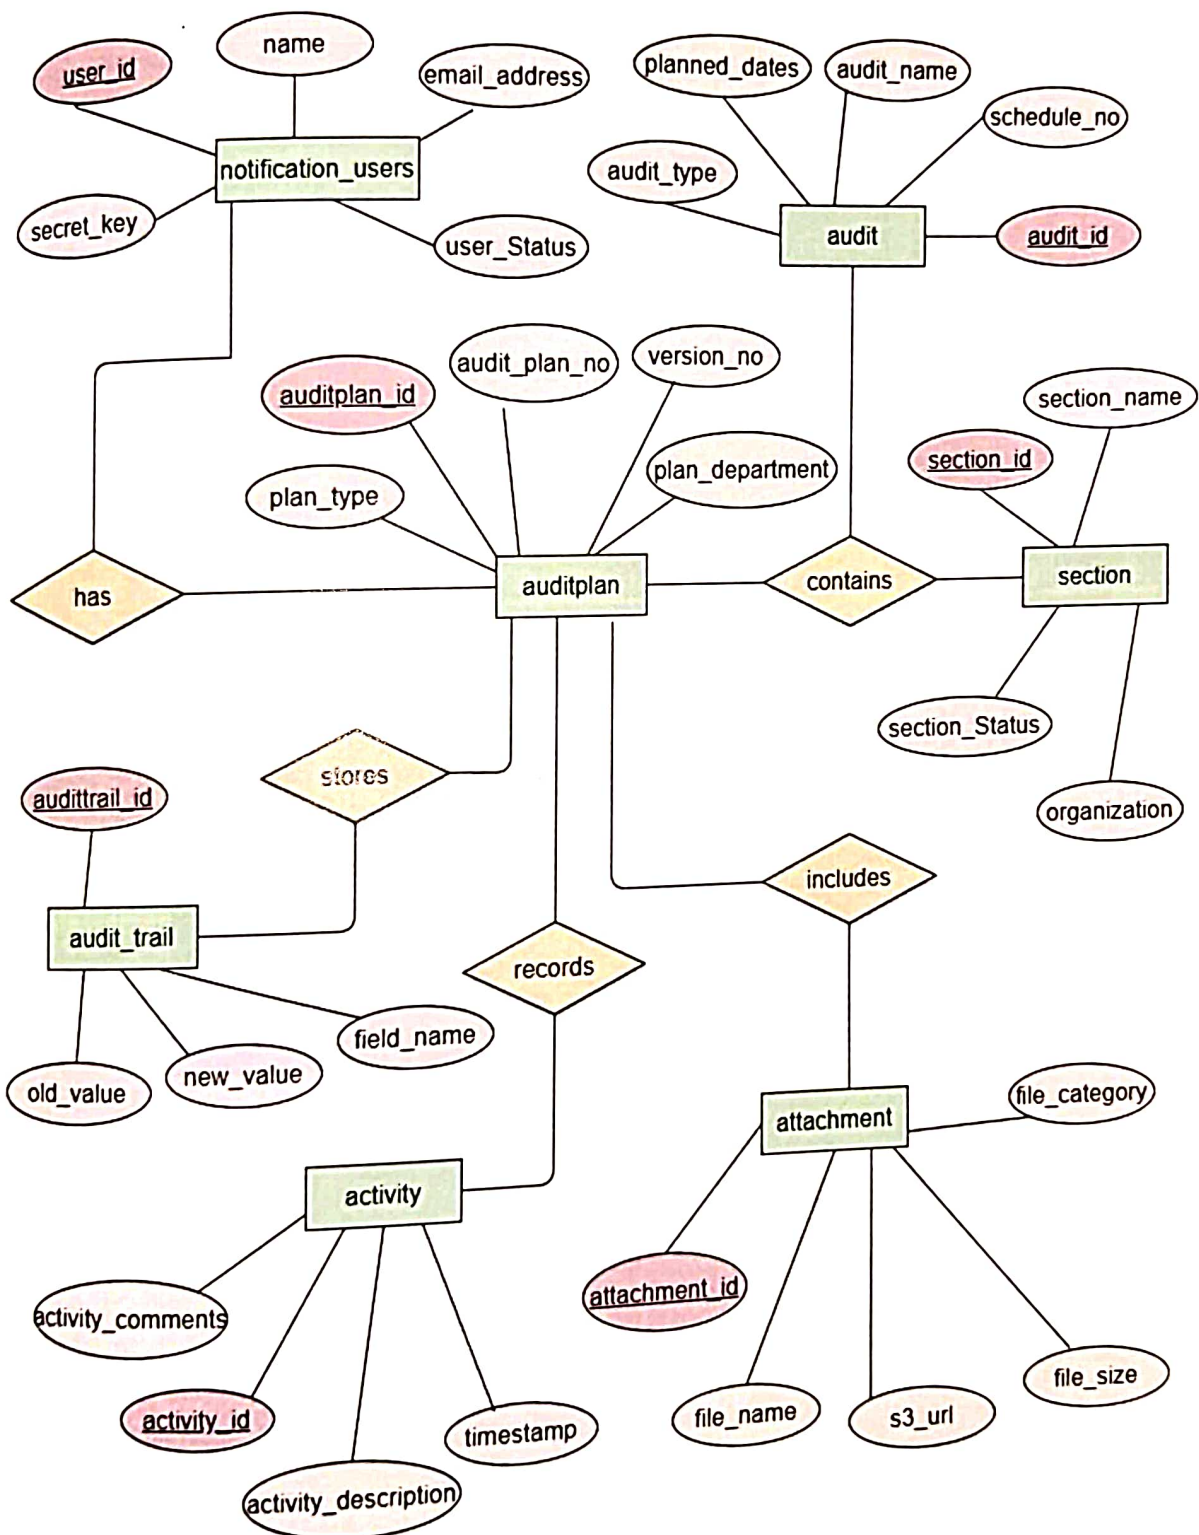 name
user_id
email_address
notification_users
secret_key
user_Status
planned_dates
audit_name
schedule_no
audit_type
audit
audit_id
auditplan_id
audit_plan_no
version_no
plan_type
plan_department
section_name
section_id
has
auditplan
contains
section
section_Status
organization
stores
audittrail_id
audit_trail
includes
records
field_name
new_value
old_value
attachment
file_category
activity
attachment_id
activity_comments
activity_id
timestamp
activity_description
file_name
s3_url
file_size